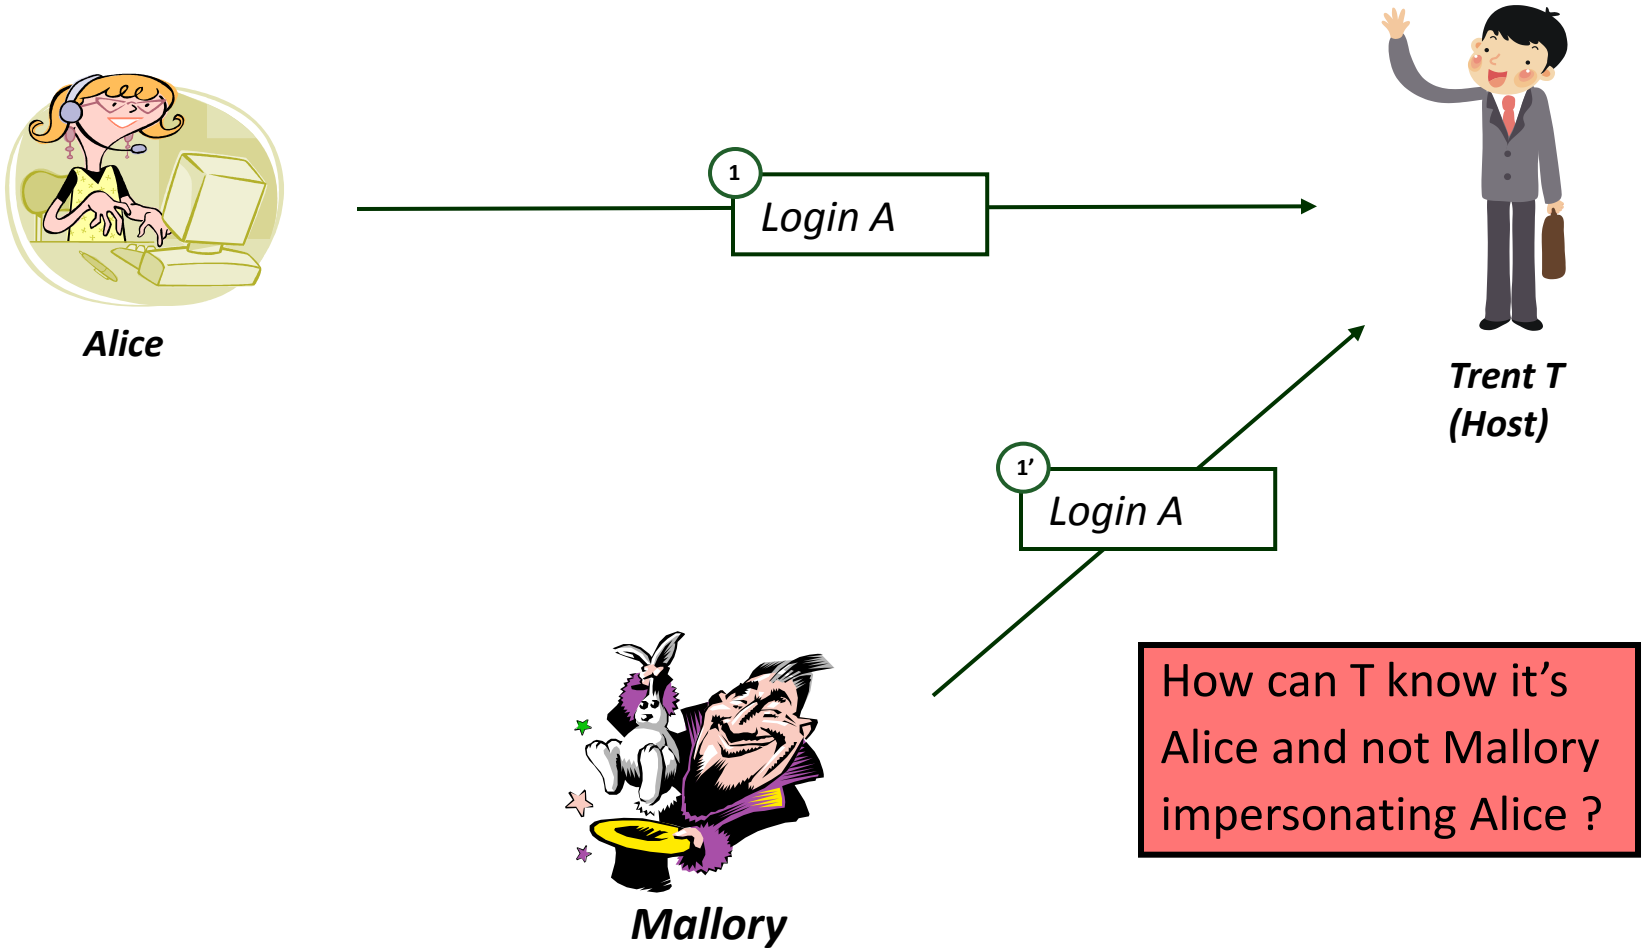 1
Login A
Alice
Trent T
(Host)
1’
Login A
How can T know it’s
Alice and not Mallory
impersonating Alice ?
Mallory